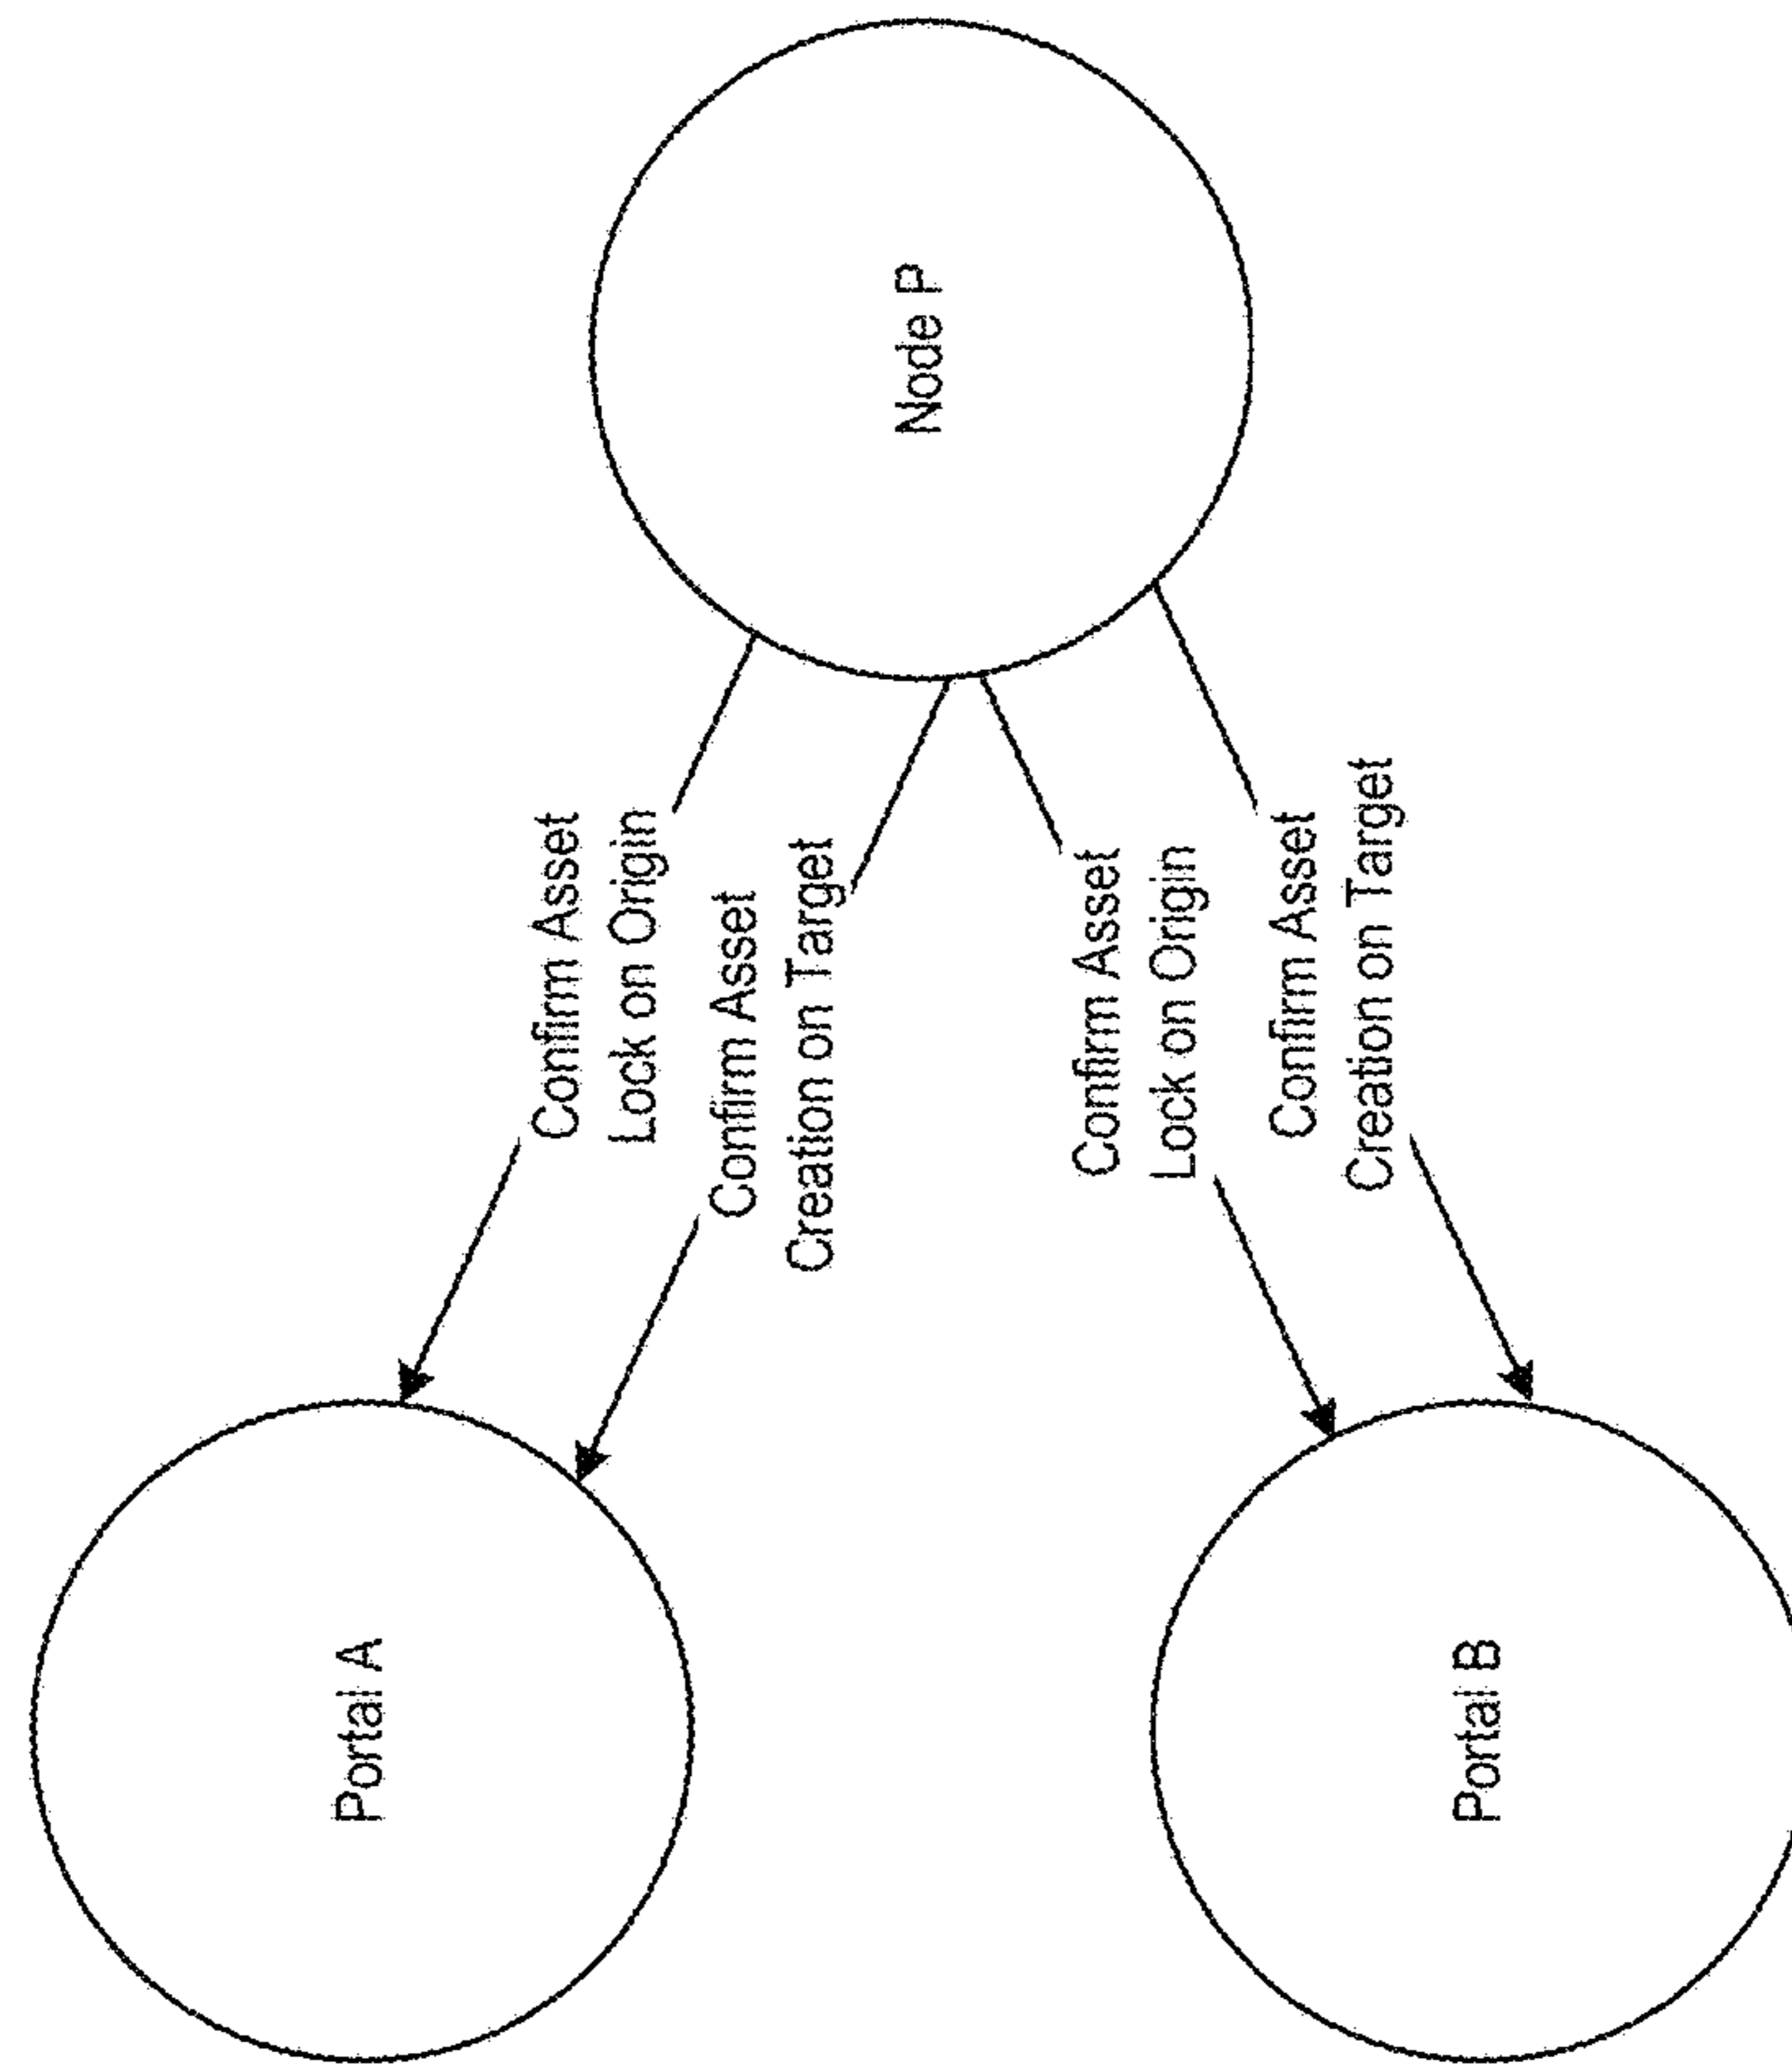 Portal A
Confirm Asset
Lock on Origin
Confirm Asset
Creation on Target
Node P
Confirm Asset
Lock on Origin
Confirm Asset
Creation on Target
Portal B